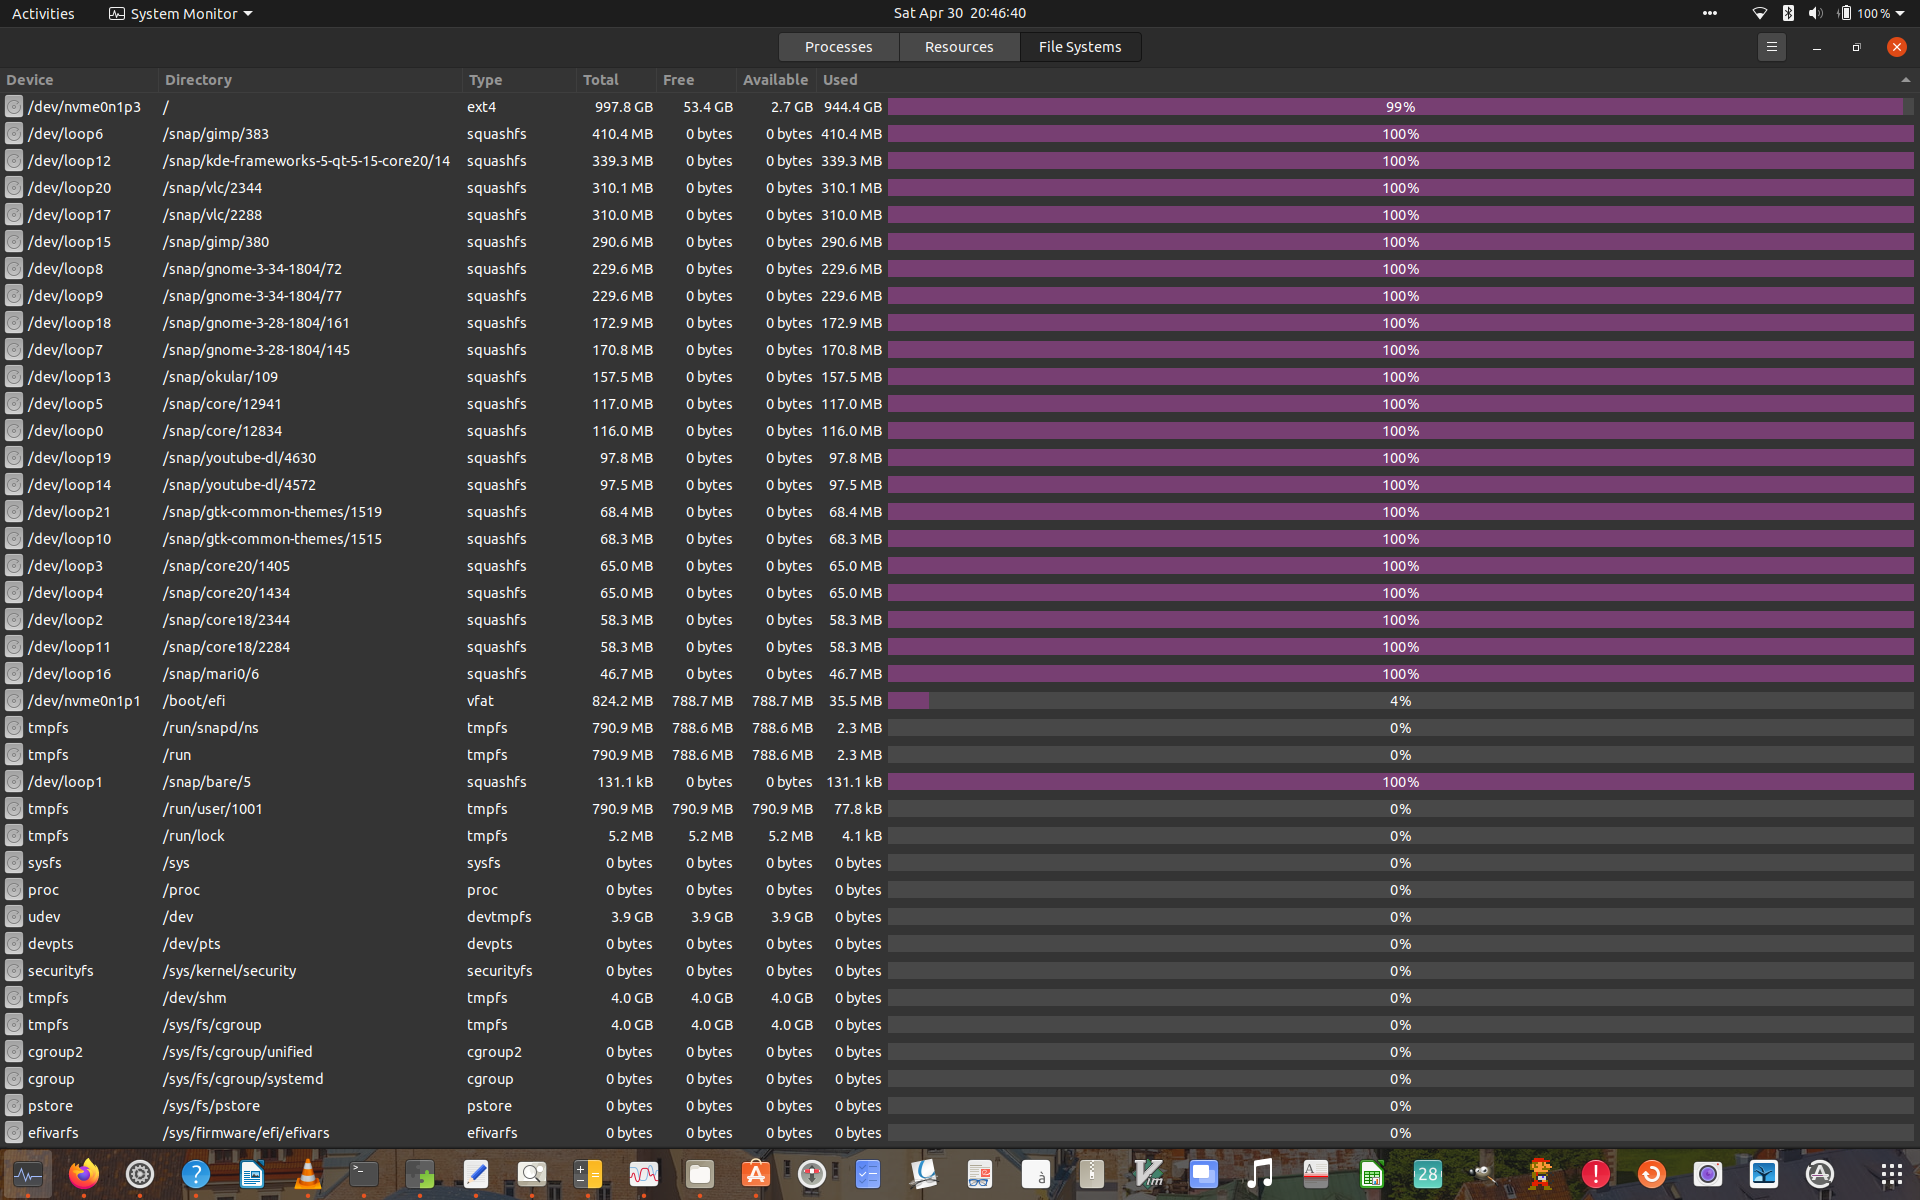 Activities System Monitor Sat Apr 30 20:46:40 100 %
Processes Resources File Systems
Device Directory Type Total Free Available Used
/dev/nvme0n1p3 / ext4 997.8 GB 53.4 GB 2.7 GB 944.4 GB 99%
/dev/loop6 /snap/gimp/383 squashfs 410.4 MB 0 bytes 0 bytes 410.4 MB 100%
/dev/loop12 /snap/kde-frameworks-5-qt-5-15-core20/14 squashfs 339.3 MB 0 bytes 0 bytes 339.3 MB 100%
/dev/loop20 /snap/vlc/2344 squashfs 310.1 MB 0 bytes 0 bytes 310.1 MB 100%
/dev/loop17 /snap/vlc/2288 squashfs 310.0 MB 0 bytes 0 bytes 310.0 MB 100%
/dev/loop15 /snap/gimp/380 squashfs 290.6 MB 0 bytes 0 bytes 290.6 MB 100%
/dev/loop8 /snap/gnome-3-34-1804/72 squashfs 229.6 MB 0 bytes 0 bytes 229.6 MB 100%
/dev/loop9 /snap/gnome-3-34-1804/77 squashfs 229.6 MB 0 bytes 0 bytes 229.6 MB 100%
/dev/loop18 /snap/gnome-3-28-1804/161 squashfs 172.9 MB 0 bytes 0 bytes 172.9 MB 100%
/dev/loop7 /snap/gnome-3-28-1804/145 squashfs 170.8 MB 0 bytes 0 bytes 170.8 MB 100%
/dev/loop13 /snap/okular/109 squashfs 157.5 MB 0 bytes 0 bytes 157.5 MB 100%
/dev/loop5 /snap/core/12941 squashfs 117.0 MB 0 bytes 0 bytes 117.0 MB 100%
/dev/loop0 /snap/core/12834 squashfs 116.0 MB 0 bytes 0 bytes 116.0 MB 100%
/dev/loop19 /snap/youtube-dl/4630 squashfs 97.8 MB 0 bytes 0 bytes 97.8 MB 100%
/dev/loop14 /snap/youtube-dl/4572 squashfs 97.5 MB 0 bytes 0 bytes 97.5 MB 100%
/dev/loop21 /snap/gtk-common-themes/1519 squashfs 68.4 MB 0 bytes 0 bytes 68.4 MB 100%
/dev/loop10 /snap/gtk-common-themes/1515 squashfs 68.3 MB 0 bytes 0 bytes 68.3 MB 100%
/dev/loop3 /snap/core20/1405 squashfs 65.0 MB 0 bytes 0 bytes 65.0 MB 100%
/dev/loop4 /snap/core20/1434 squashfs 65.0 MB 0 bytes 0 bytes 65.0 MB 100%
/dev/loop2 /snap/core18/2344 squashfs 58.3 MB 0 bytes 0 bytes 58.3 MB 100%
/dev/loop11 /snap/core18/2284 squashfs 58.3 MB 0 bytes 0 bytes 58.3 MB 100%
/dev/loop16 /snap/mari0/6 squashfs 46.7 MB 0 bytes 0 bytes 46.7 MB 100%
/dev/nvme0n1p1 /boot/efi vfat 824.2 MB 788.7 MB 788.7 MB 35.5 MB 4%
tmpfs /run/snapd/ns tmpfs 790.9 MB 788.6 MB 788.6 MB 2.3 MB 0%
tmpfs /run tmpfs 790.9 MB 788.6 MB 788.6 MB 2.3 MB 0%
/dev/loop1 /snap/bare/5 squashfs 131.1 kB 0 bytes 0 bytes 131.1 kB 100%
tmpfs /run/user/1001 tmpfs 790.9 MB 790.9 MB 790.9 MB 77.8 kB 0%
tmpfs /run/lock tmpfs 5.2 MB 5.2 MB 5.2 MB 4.1 kB 0%
sysfs /sys sysfs 0 bytes 0 bytes 0 bytes 0 bytes 0%
proc /proc proc 0 bytes 0 bytes 0 bytes 0 bytes 0%
udev /dev devtmpfs 3.9 GB 3.9 GB 3.9 GB 0 bytes 0%
devpts /dev/pts devpts 0 bytes 0 bytes 0 bytes 0 bytes 0%
securityfs /sys/kernel/security securityfs 0 bytes 0 bytes 0 bytes 0 bytes 0%
tmpfs /dev/shm tmpfs 4.0 GB 4.0 GB 4.0 GB 0 bytes 0%
tmpfs /sys/fs/cgroup tmpfs 4.0 GB 4.0 GB 4.0 GB 0 bytes 0%
cgroup2 /sys/fs/cgroup/unified cgroup2 0 bytes 0 bytes 0 bytes 0 bytes 0%
cgroup /sys/fs/cgroup/systemd cgroup 0 bytes 0 bytes 0 bytes 0 bytes 0%
pstore /sys/fs/pstore pstore 0 bytes 0 bytes 0 bytes 0 bytes 0%
efivarfs /sys/firmware/efi/efivars efivarfs 0 bytes 0 bytes 0 bytes 0 bytes 0%
? >_ à Vim A 28 !